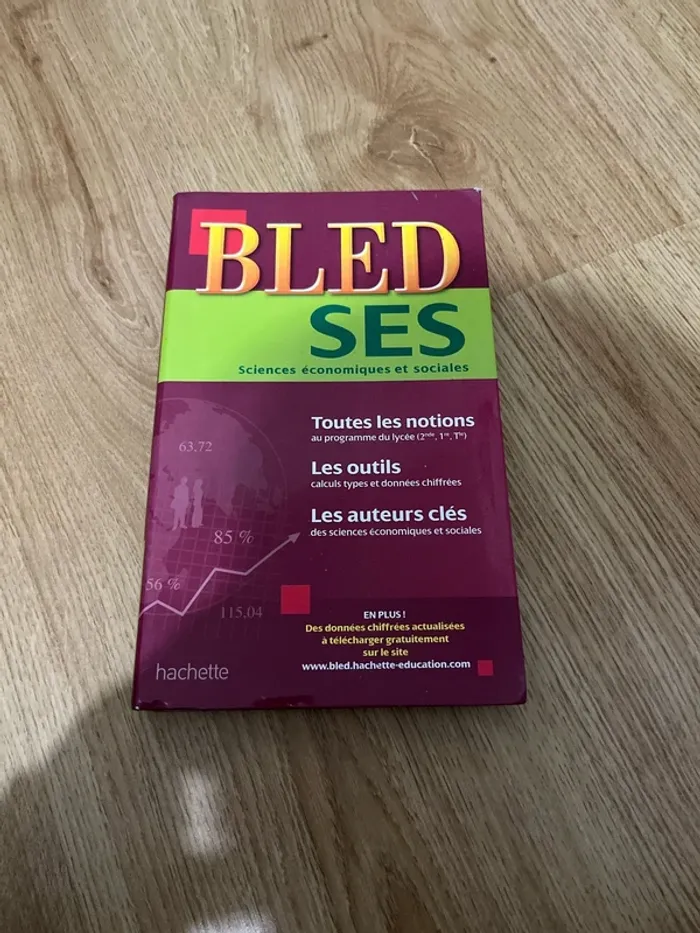 BLED
SES
Sciences économiques et sociales
Toutes les notions
au programme du lycée (2nde, 1re, Tle)
63.72
Les outils
calculs types et données chiffrées
Les auteurs clés
des sciences économiques et sociales
85 %
56 %
115,04
EN PLUS !
Des données chiffrées actualisées
à télécharger gratuitement
sur le site
www.bled.hachette-education.com
hachette